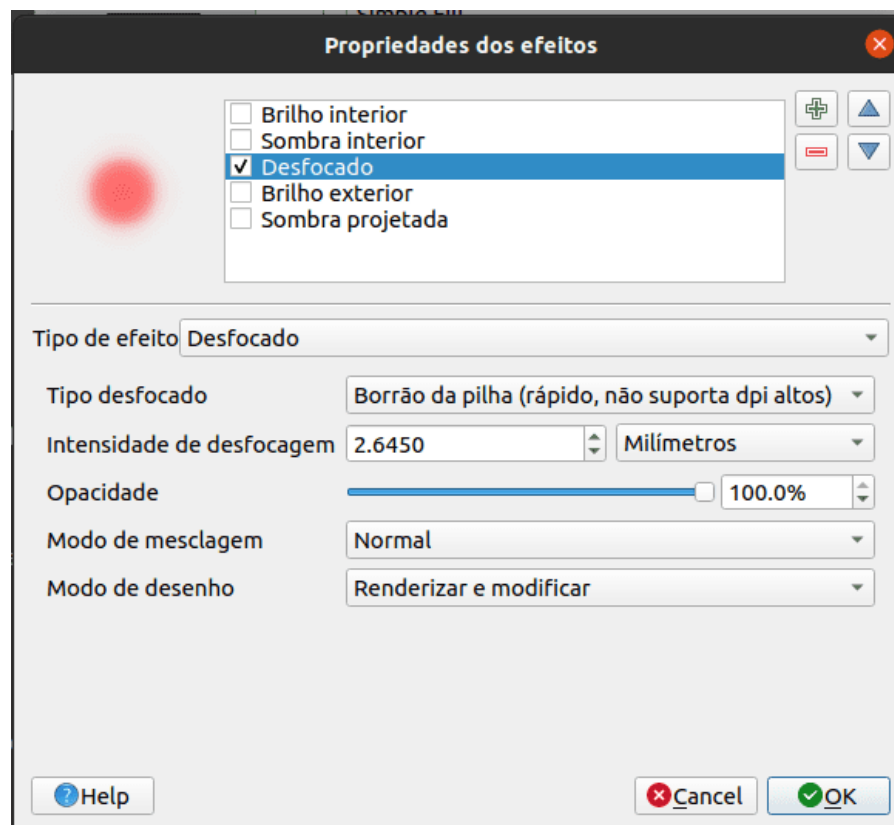 Simple Fill
Propriedades dos efeitos
Brilho interior
Sombra interior
Desfocado
Brilho exterior
Sombra projetada
Tipo de efeito Desfocado
Tipo desfocado Borrão da pilha (rápido, não suporta dpi altos)
Intensidade de desfocagem 2.6450 Milímetros
Opacidade 100.0%
Modo de mesclagem Normal
Modo de desenho Renderizar e modificar
Help Cancel OK